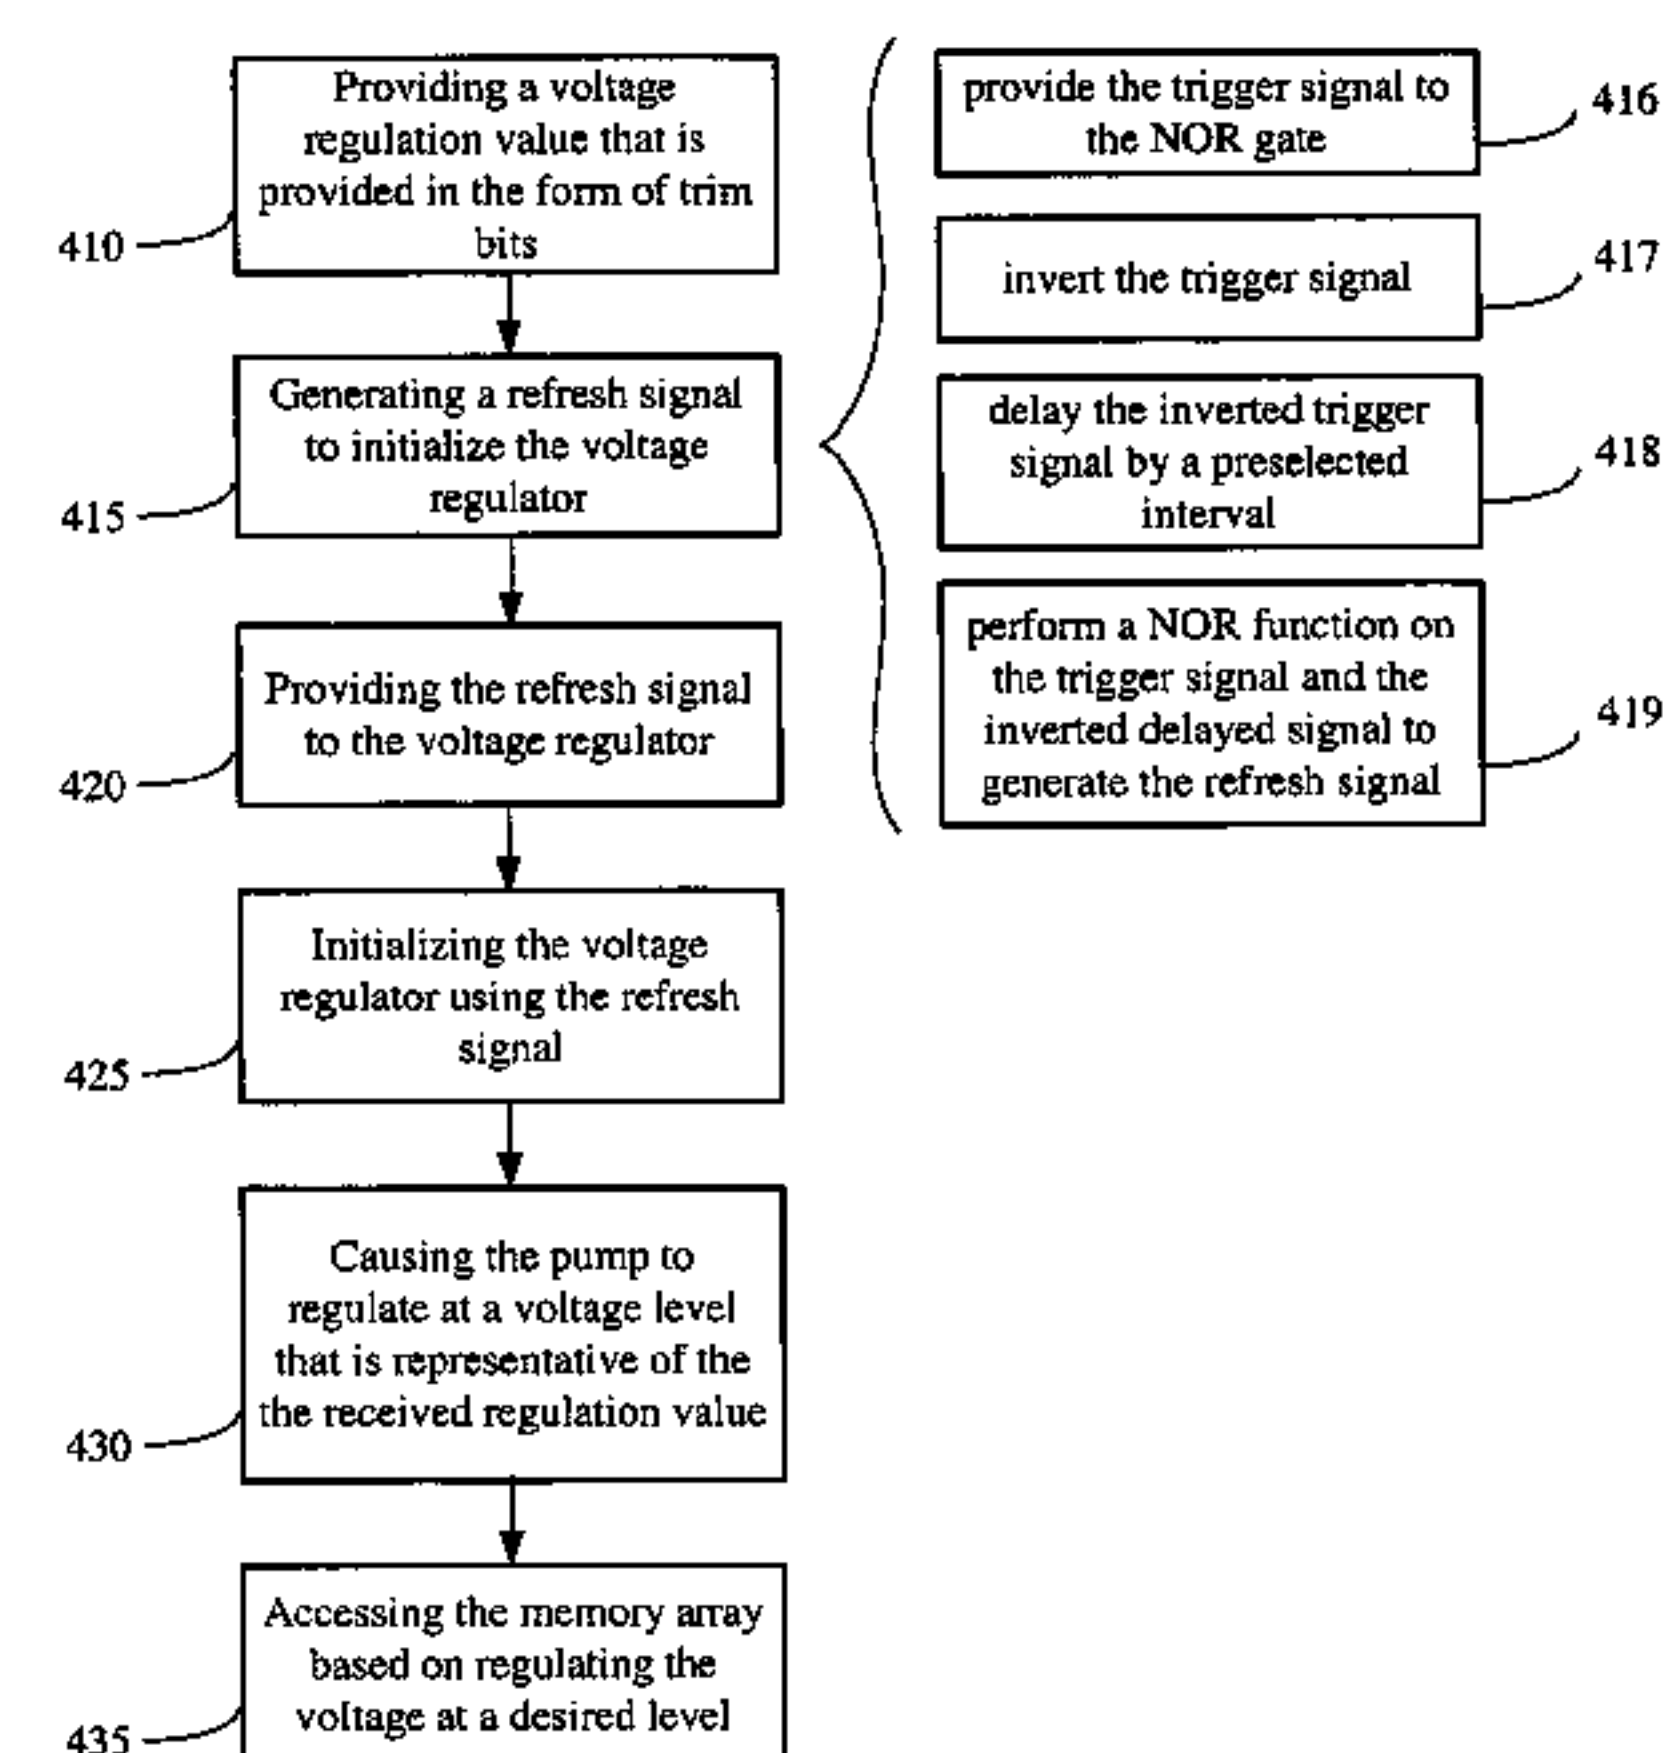 Providing a voltage
regulation value that is
provided in the form of trim
bits
410
Generating a refresh signal
to initialize the voltage
regulator
415
Providing the refresh signal
to the voltage regulator
420
Initializing the voltage
regulator using the refresh
signal
425
Causing the pump to
regulate at a voltage level
that is representative of the
the received regulation value
430
Accessing the memory array
based on regulating the
voltage at a desired level
435
provide the trigger signal to
the NOR gate
416
invert the trigger signal
417
delay the inverted trigger
signal by a preselected
interval
418
perform a NOR function on
the trigger signal and the
inverted delayed signal to
generate the refresh signal
419